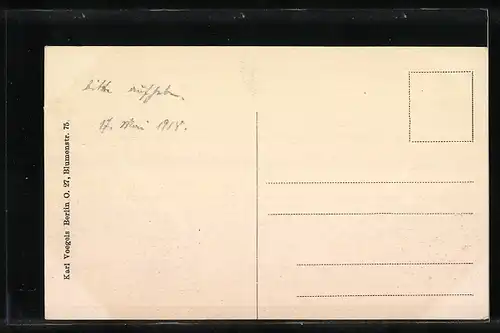 bitte aufheben.
17. Mai 1918.
Karl Voegels Berlin O. 27, Blumenstr. 75.